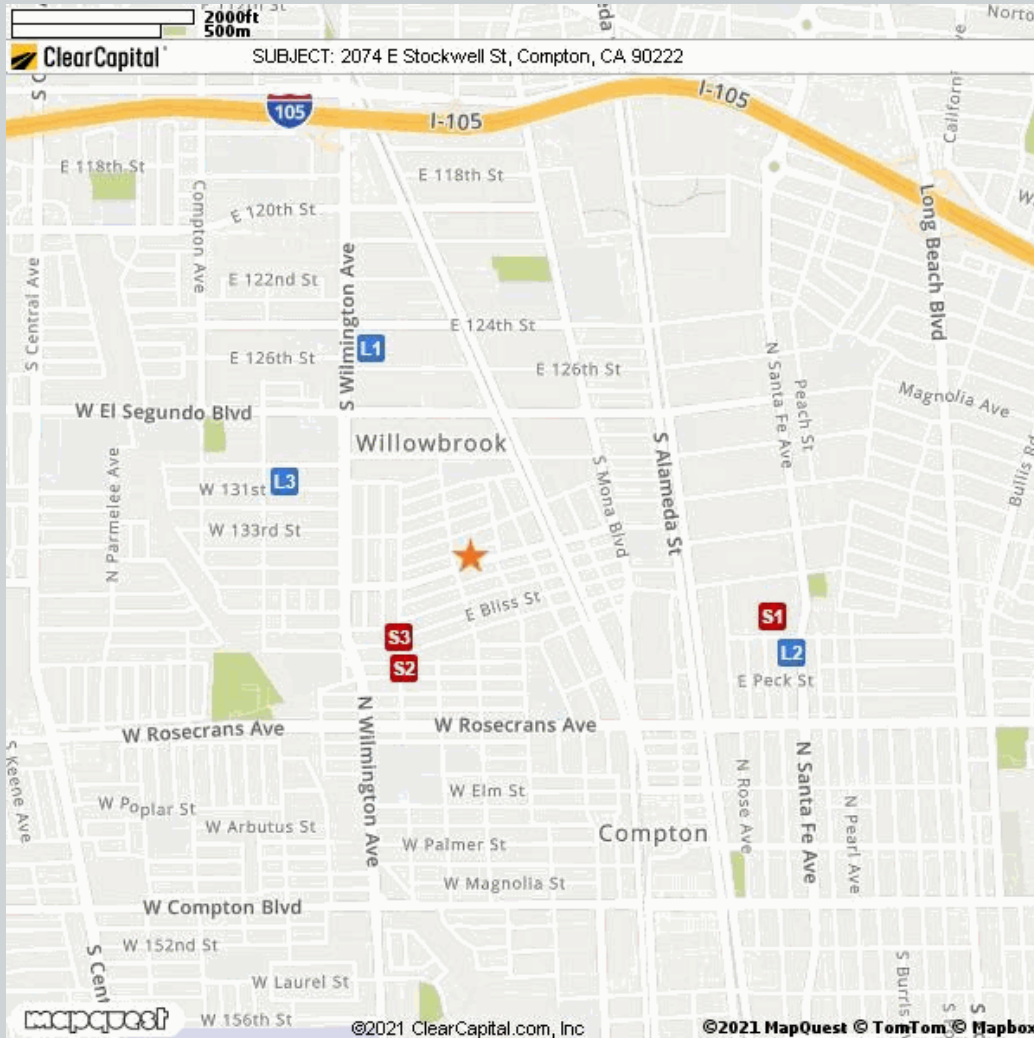 2000ft
500m
ClearCapital
SUBJECT: 2074 E Stockwell St, Compton, CA 90222
I-105
105
I-105
E 118th St
E 118th St
Compton Ave
E 120th St
Long Beach Blvd
S Wilmington Ave
E 122nd St
S Central Ave
E 124th St
L1
E 126th St
E 126th St
N Santa Fe Ave
Peach St
Magnolia Ave
W El Segundo Blvd
Willowbrook
S Alameda St
S Mona Blvd
N Parmelee Ave
W 131st
L3
W 133rd St
E Bliss St
S1
S3
L2
S2
E Peck St
W Rosecrans Ave
W Rosecrans Ave
N Wilmington Ave
S Keene Ave
N Santa Fe Ave
N Rose Ave
N Pearl Ave
W Elm St
W Poplar St
W Arbutus St
Compton
W Palmer St
W Magnolia St
W Compton Blvd
W 152nd St
S Cent
S Burris
W Laurel St
mapquest
W 156th St
©2021 ClearCapital.com, Inc
©2021 MapQuest © TomTom © Mapbox